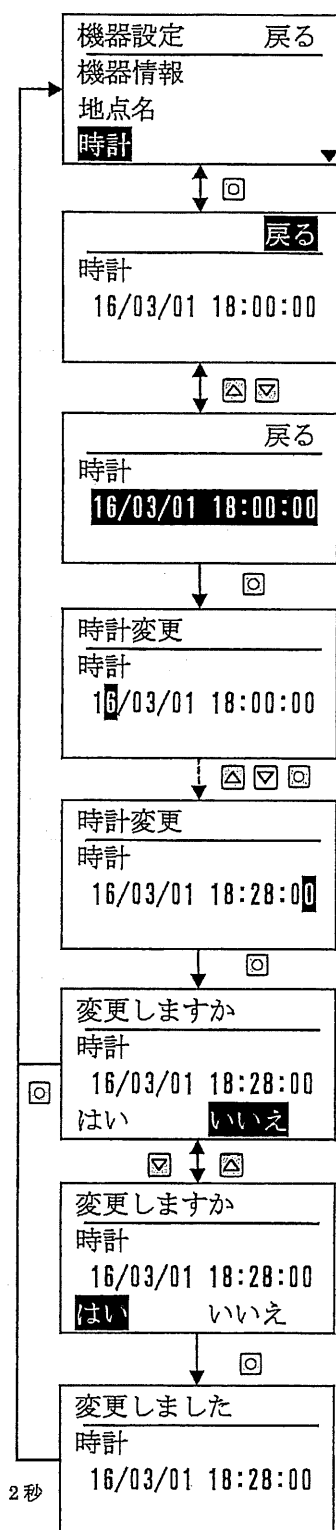 機器設定 戻る
機器情報
地点名
時計 ▼
◯
戻る
時計
16/03/01 18:00:00
△ ▽
戻る
時計
16/03/01 18:00:00
◯
時計変更
時計
16/03/01 18:00:00
△ ▽ ◯
時計変更
時計
16/03/01 18:28:00
◯
変更しますか
時計
16/03/01 18:28:00
はい いいえ
◯
▽ △
変更しますか
時計
16/03/01 18:28:00
はい いいえ
◯
変更しました
時計
16/03/01 18:28:00
2秒